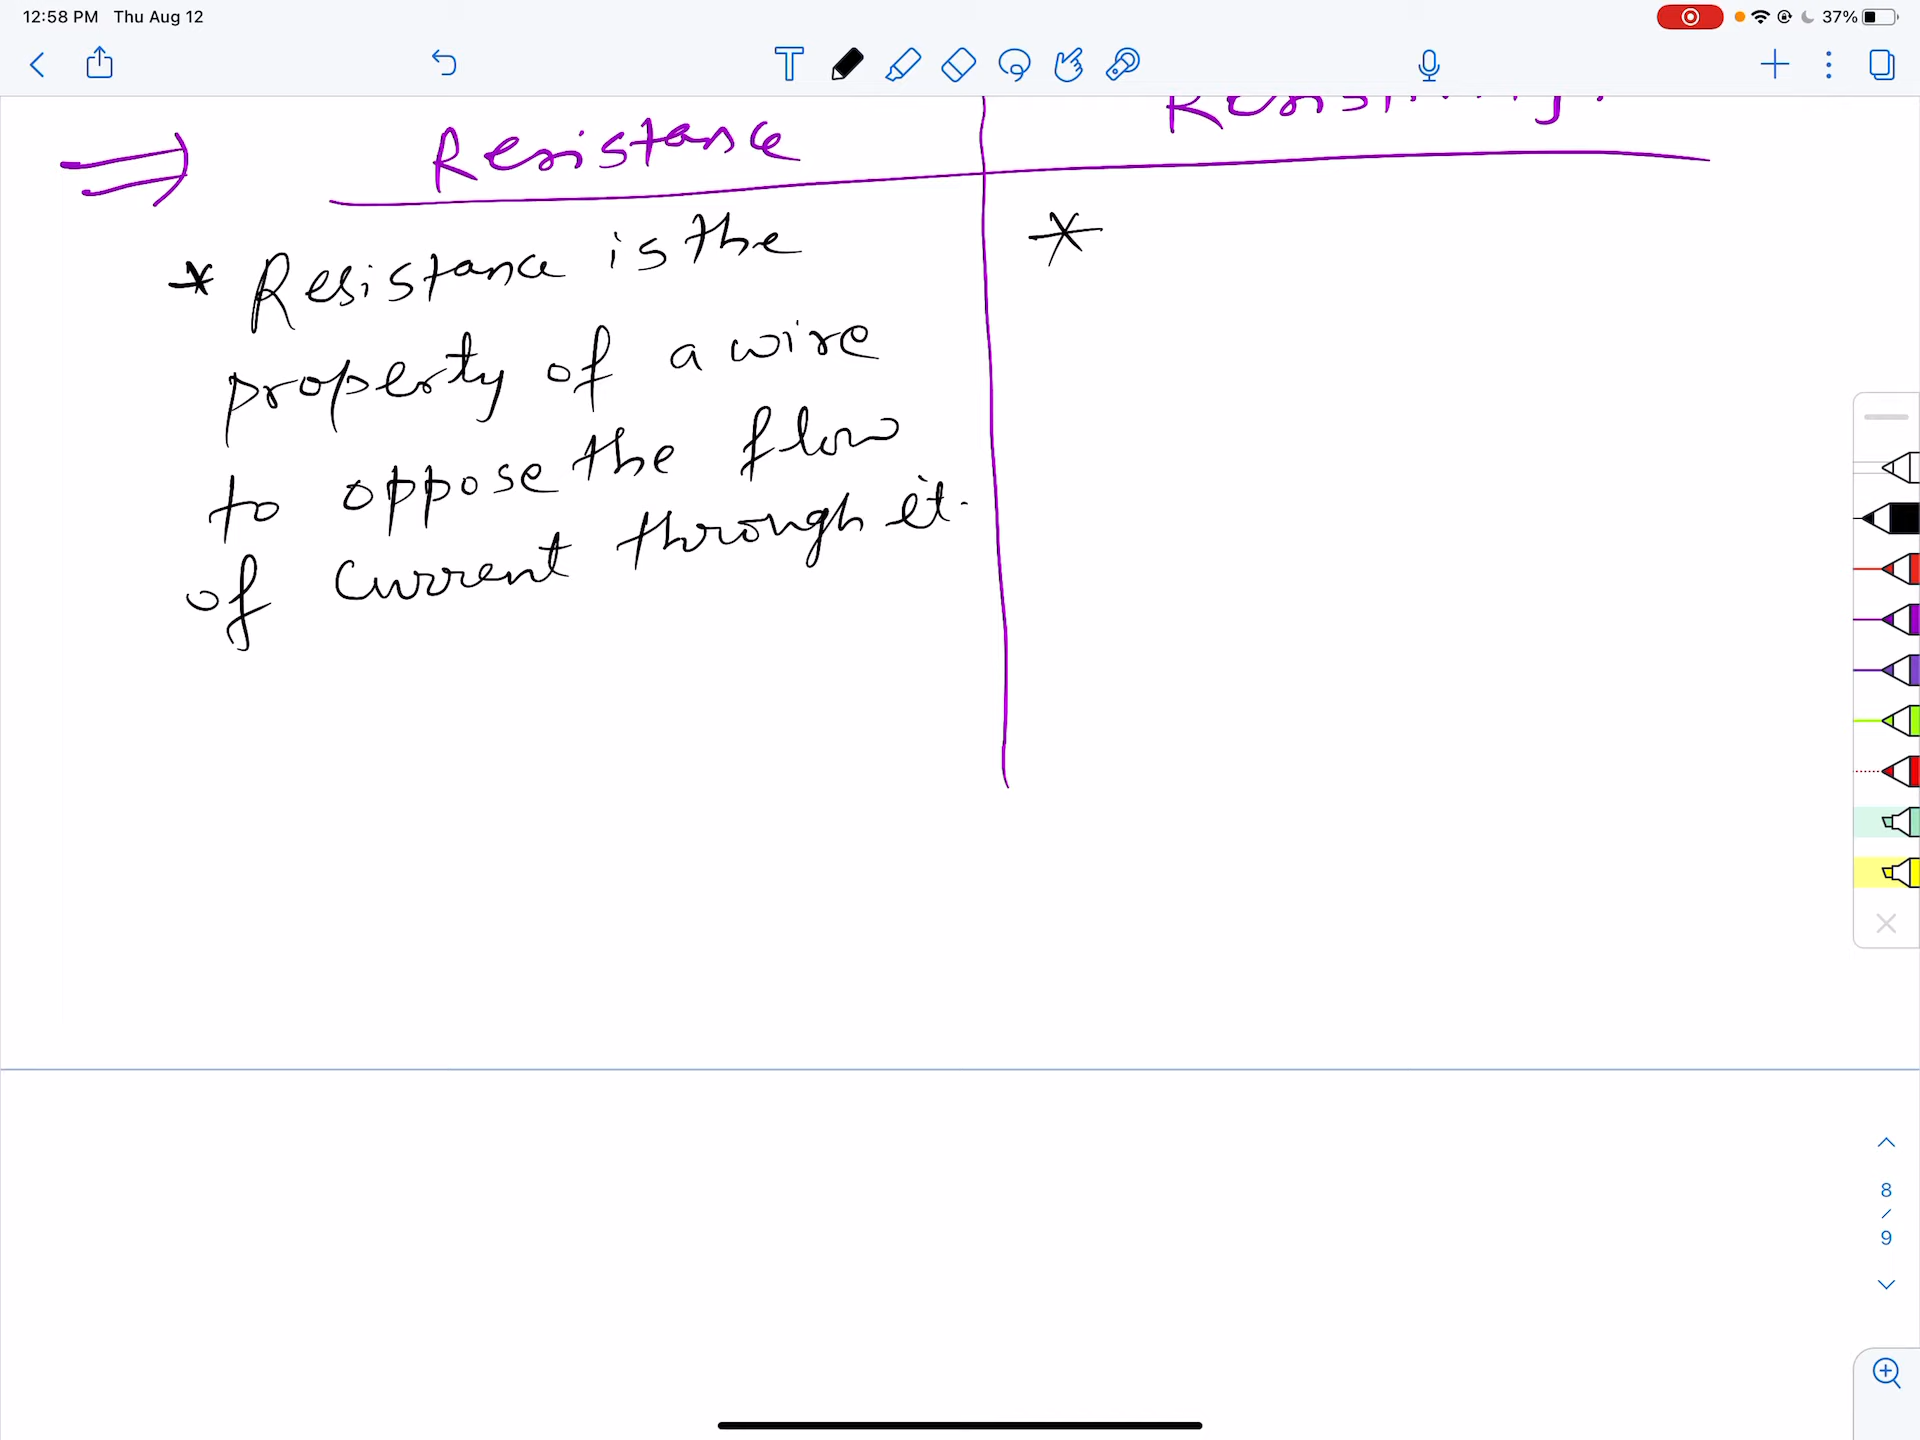 12:58 PM Thu Aug 12
37%
Resistance
* Resistance is the
property of a wire
to oppose the flow
of current through it.
Resistivity.
*
8
/
9